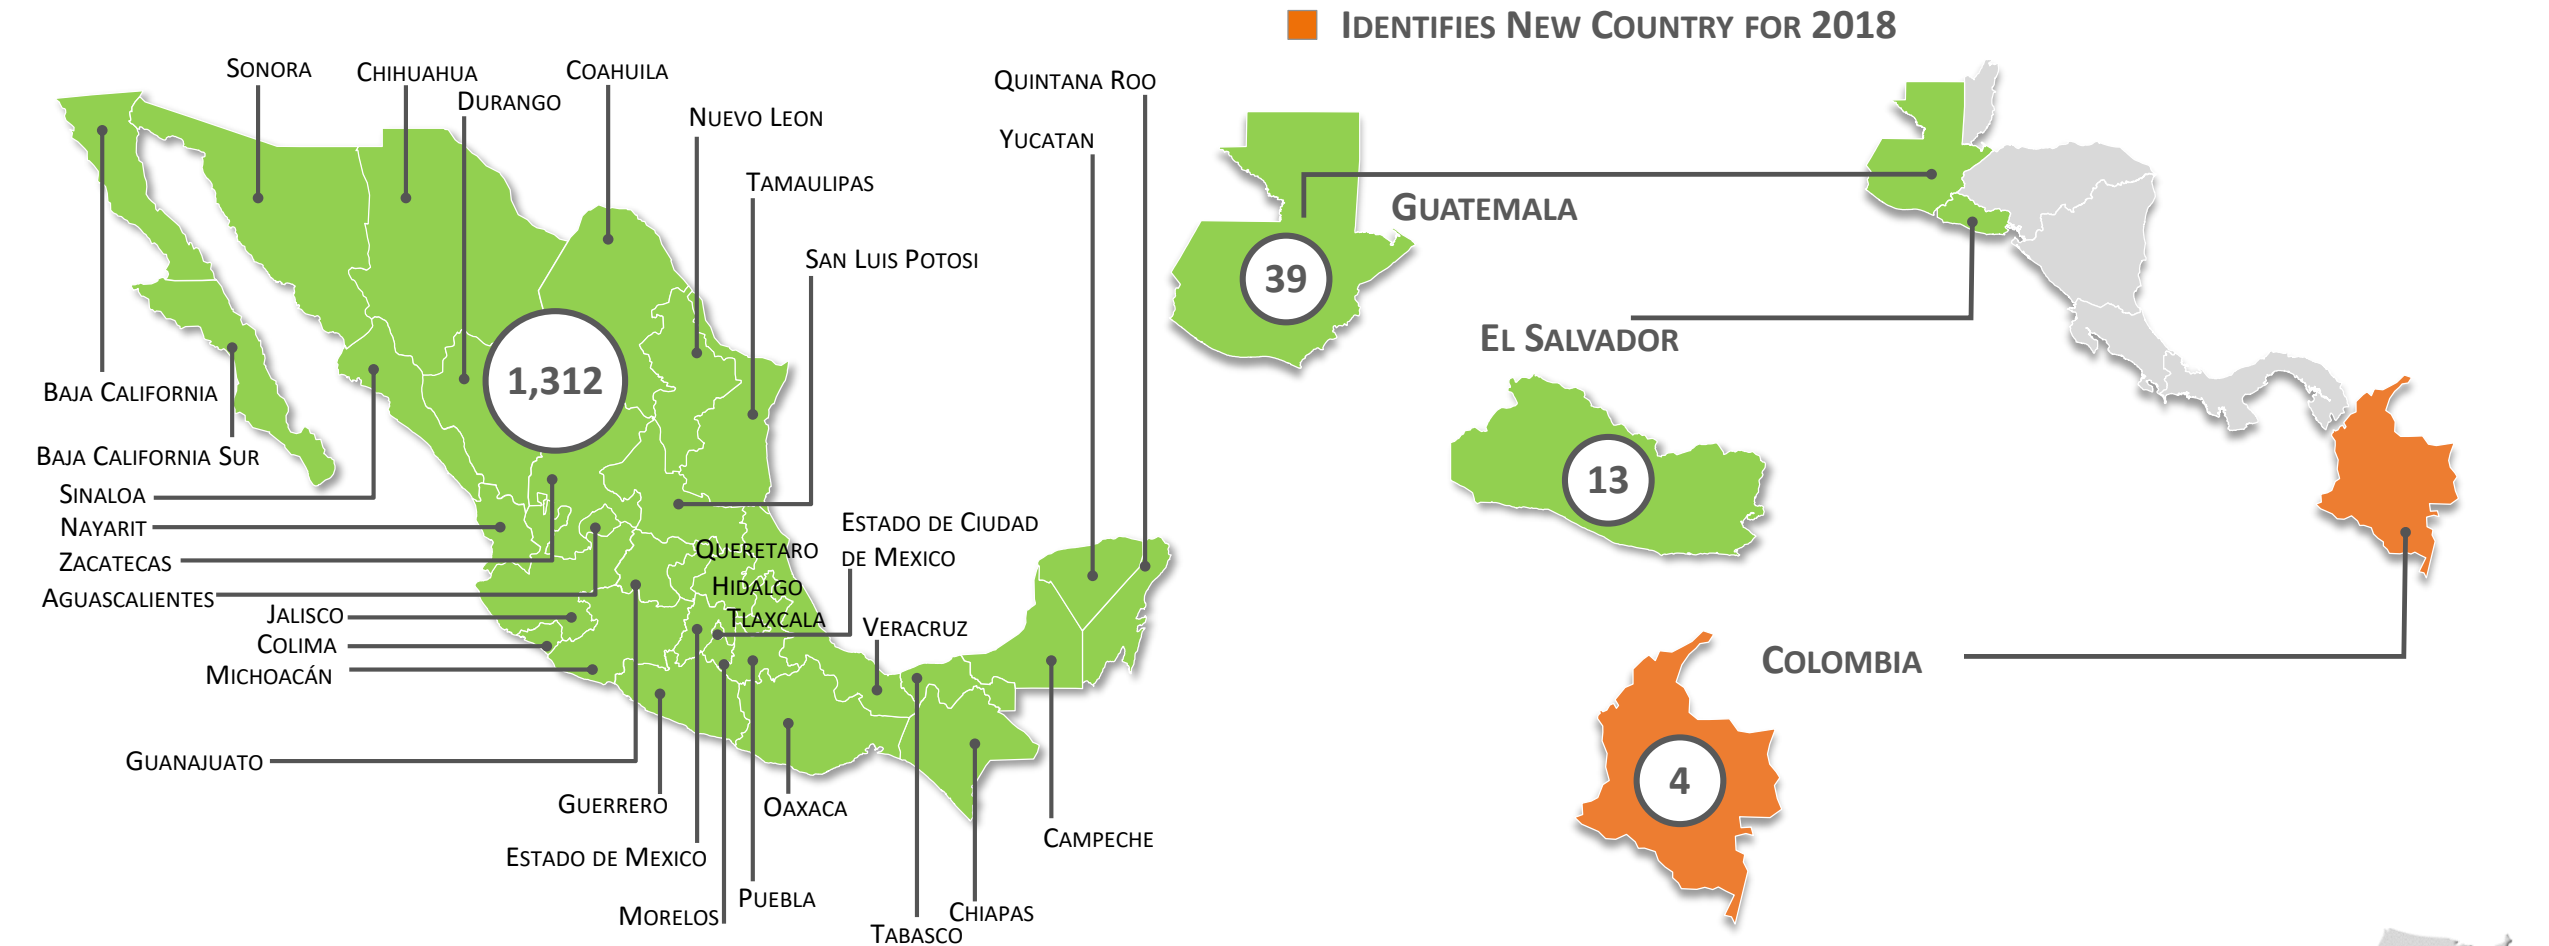 Identifies New Country for 2018
Sonora
Chihuahua
Coahuila
Durango
Nuevo Leon
Quintana Roo
Yucatan
Tamaulipas
San Luis Potosi
Guatemala
39
El Salvador
1,312
Baja California
Baja California Sur
Sinaloa
Nayarit
Zacatecas
Aguascalientes
Jalisco
Colima
Michoacán
Guanajuato
Queretaro
Hidalgo
Tlaxcala
Estado de Ciudad
de Mexico
Veracruz
13
Colombia
4
Guerrero
Oaxaca
Estado de Mexico
Campeche
Puebla
Morelos
Chiapas
Tabasco